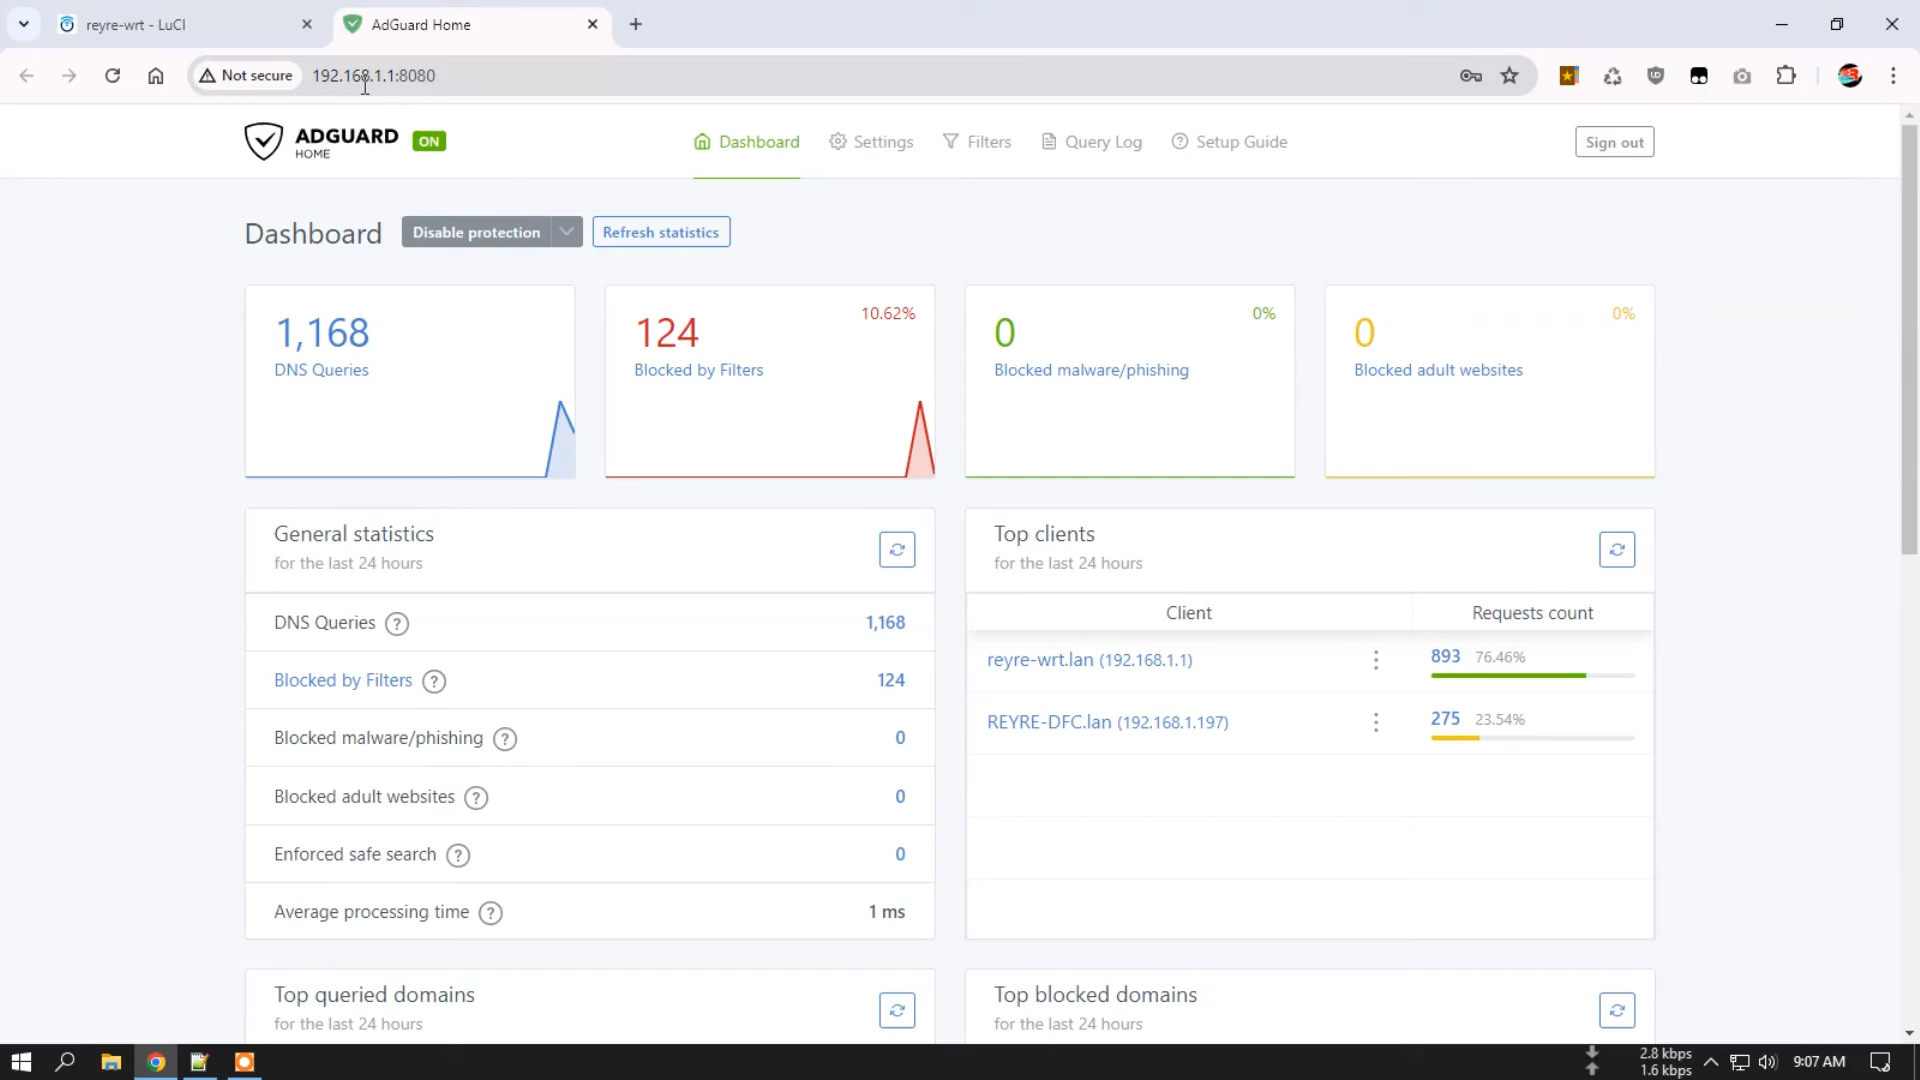 reyre-wrt - LuCI
AdGuard Home
Not secure
192.168.1.1:8080
ADGUARD
HOME
ON
Dashboard
Settings
Filters
Query Log
Setup Guide
Sign out
Dashboard
Disable protection
Refresh statistics
1,168
DNS Queries
10.62%
124
Blocked by Filters
0%
0
Blocked malware/phishing
0%
0
Blocked adult websites
General statistics
for the last 24 hours
DNS Queries ?
1,168
Blocked by Filters ?
124
Blocked malware/phishing ?
0
Blocked adult websites ?
0
Enforced safe search ?
0
Average processing time ?
1 ms
Top clients
for the last 24 hours
Client
Requests count
reyre-wrt.lan (192.168.1.1)
893 76.46%
REYRE-DFC.lan (192.168.1.197)
275 23.54%
Top queried domains
for the last 24 hours
Top blocked domains
for the last 24 hours
2.8 kbps
1.6 kbps
9:07 AM